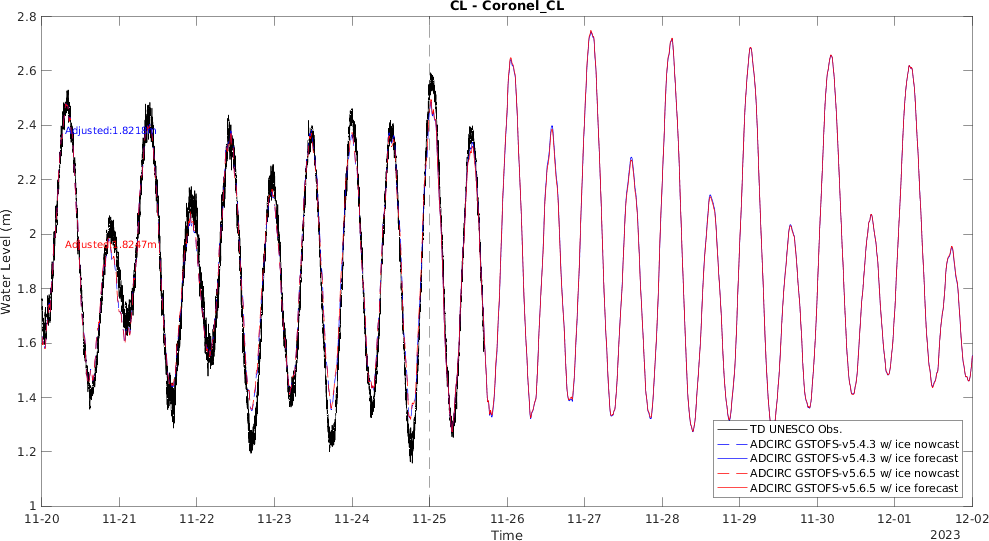 CL - Coronel_CL
2.8
2.6
2.4
2.2
2
1.8
1.6
1.4
1.2
1
Water Level (m)
Adjusted:1.8218m
Adjusted:1.8247m
TD UNESCO Obs.
ADCIRC GSTOFS-v5.4.3 w/ ice nowcast
ADCIRC GSTOFS-v5.4.3 w/ ice forecast
ADCIRC GSTOFS-v5.6.5 w/ ice nowcast
ADCIRC GSTOFS-v5.6.5 w/ ice forecast
11-20 11-21 11-22 11-23 11-24 11-25 11-26 11-27 11-28 11-29 11-30 12-01 12-02
Time
2023